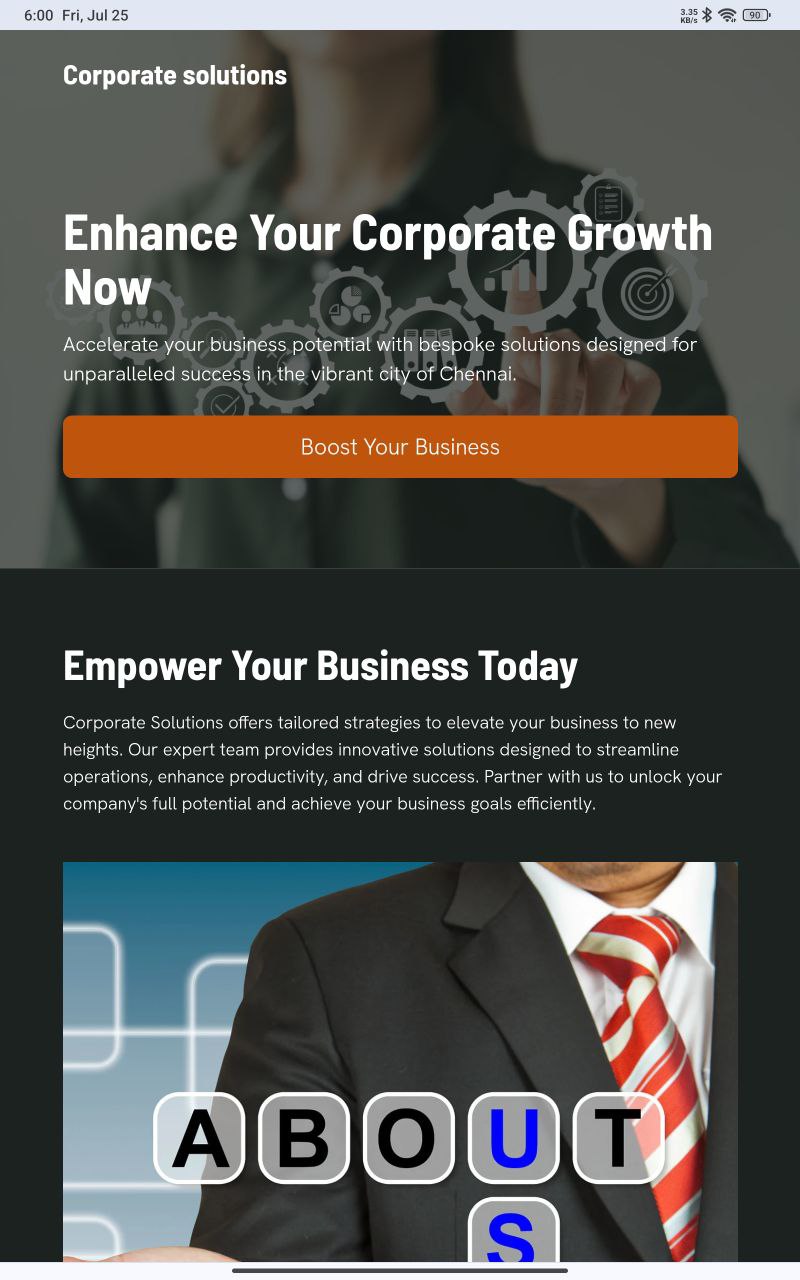 6:00 Fri, Jul 25
3.35
KB/s
90
Corporate solutions
Enhance Your Corporate Growth
Now
Accelerate your business potential with bespoke solutions designed for
unparalleled success in the vibrant city of Chennai.
Boost Your Business
Empower Your Business Today
Corporate Solutions offers tailored strategies to elevate your business to new
heights. Our expert team provides innovative solutions designed to streamline
operations, enhance productivity, and drive success. Partner with us to unlock your
company's full potential and achieve your business goals efficiently.
ABOUT
S